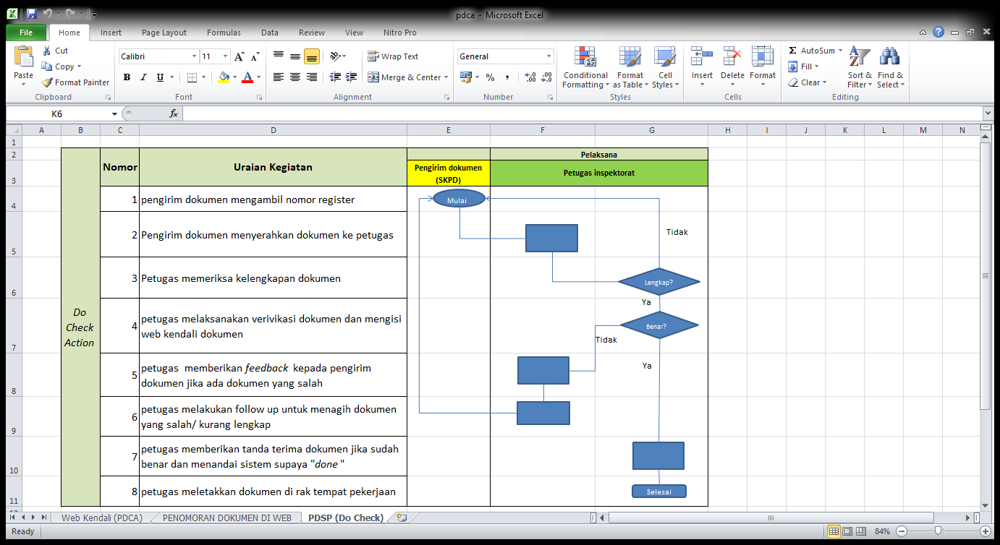 pdca - Microsoft Excel
File Home Insert Page Layout Formulas Data Review View Nitro Pro
Paste
Cut
Copy
Format Painter
Clipboard
Calibri 11
B I U
Font
Wrap Text
Merge & Center
Alignment
General
Number
Conditional Formatting
Format as Table
Cell Styles
Styles
Insert Delete Format
Cells
AutoSum
Fill
Clear
Sort & Filter
Find & Select
Editing
K6 fx
A B C D E F G H I J K L M N
1
2
3
4
5
6
7
8
9
10
11
Nomor
Uraian Kegiatan
Pelaksana
Pengirim dokumen
(SKPD)
Petugas inspektorat
Do
Check
Action
1 pengirim dokumen mengambil nomor register
2 Pengirim dokumen menyerahkan dokumen ke petugas
3 Petugas memeriksa kelengkapan dokumen
4 petugas melaksanakan verivikasi dokumen dan mengisi
web kendali dokumen
5 petugas memberikan feedback kepada pengirim
dokumen jika ada dokumen yang salah
6 petugas melakukan follow up untuk menagih dokumen
yang salah/ kurang lengkap
7 petugas memberikan tanda terima dokumen jika sudah
benar dan menandai sistem supaya "done "
8 petugas meletakkan dokumen di rak tempat pekerjaan
Mulai
Tidak
Lengkap?
Ya
Benar?
Tidak
Ya
Selesai
Web Kendali (PDCA) PENOMORAN DOKUMEN DI WEB PDSP (Do Check)
Ready 84%